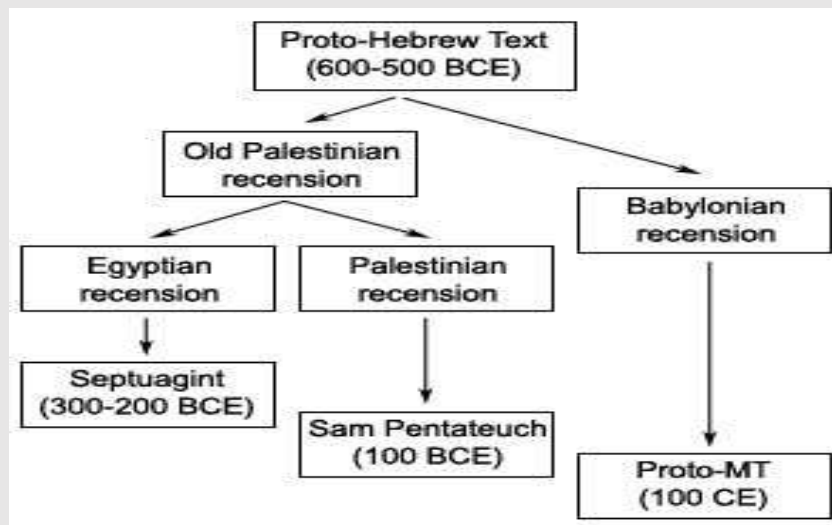 Proto-Hebrew Text
(600-500 BCE)
Old Palestinian
recension
Babylonian
recension
Egyptian
recension
Palestinian
recension
Septuagint
(300-200 BCE)
Sam Pentateuch
(100 BCE)
Proto-MT
(100 CE)